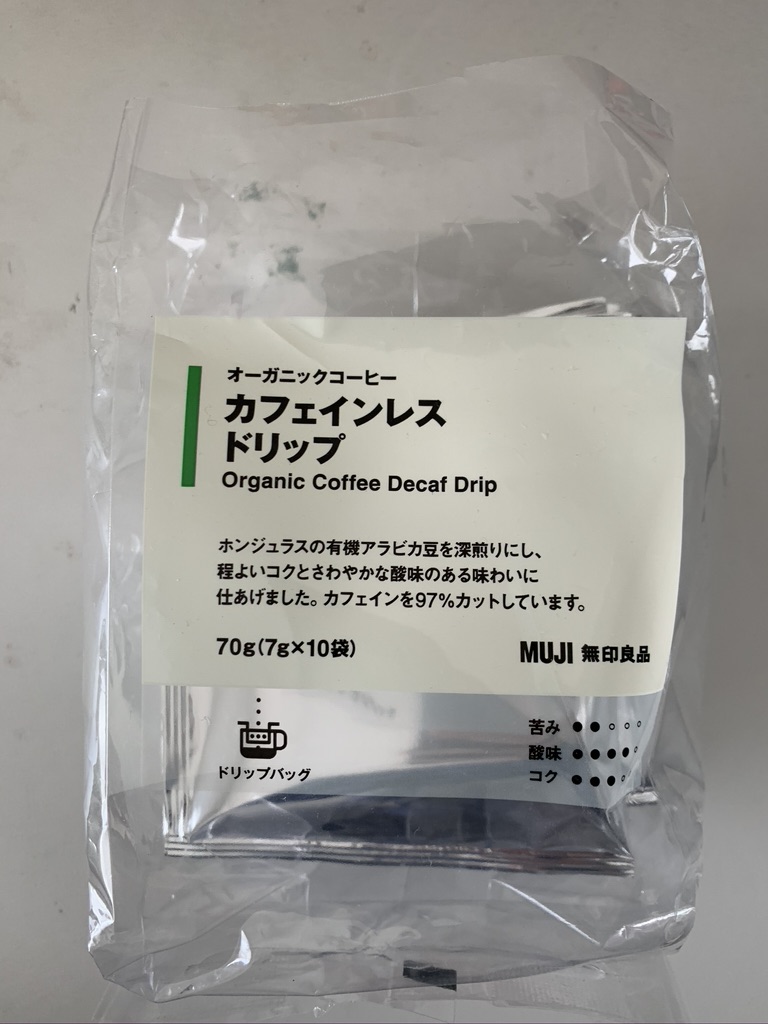 オーガニックコーヒー
カフェインレス
ドリップ
Organic Coffee Decaf Drip
ホンジュラスの有機アラビカ豆を深煎りにし、
程よいコクとさわやかな酸味のある味わいに
仕あげました。カフェインを97%カットしています。
70g(7g×10袋)
MUJI 無印良品
ドリップバッグ
苦み
酸味
コク